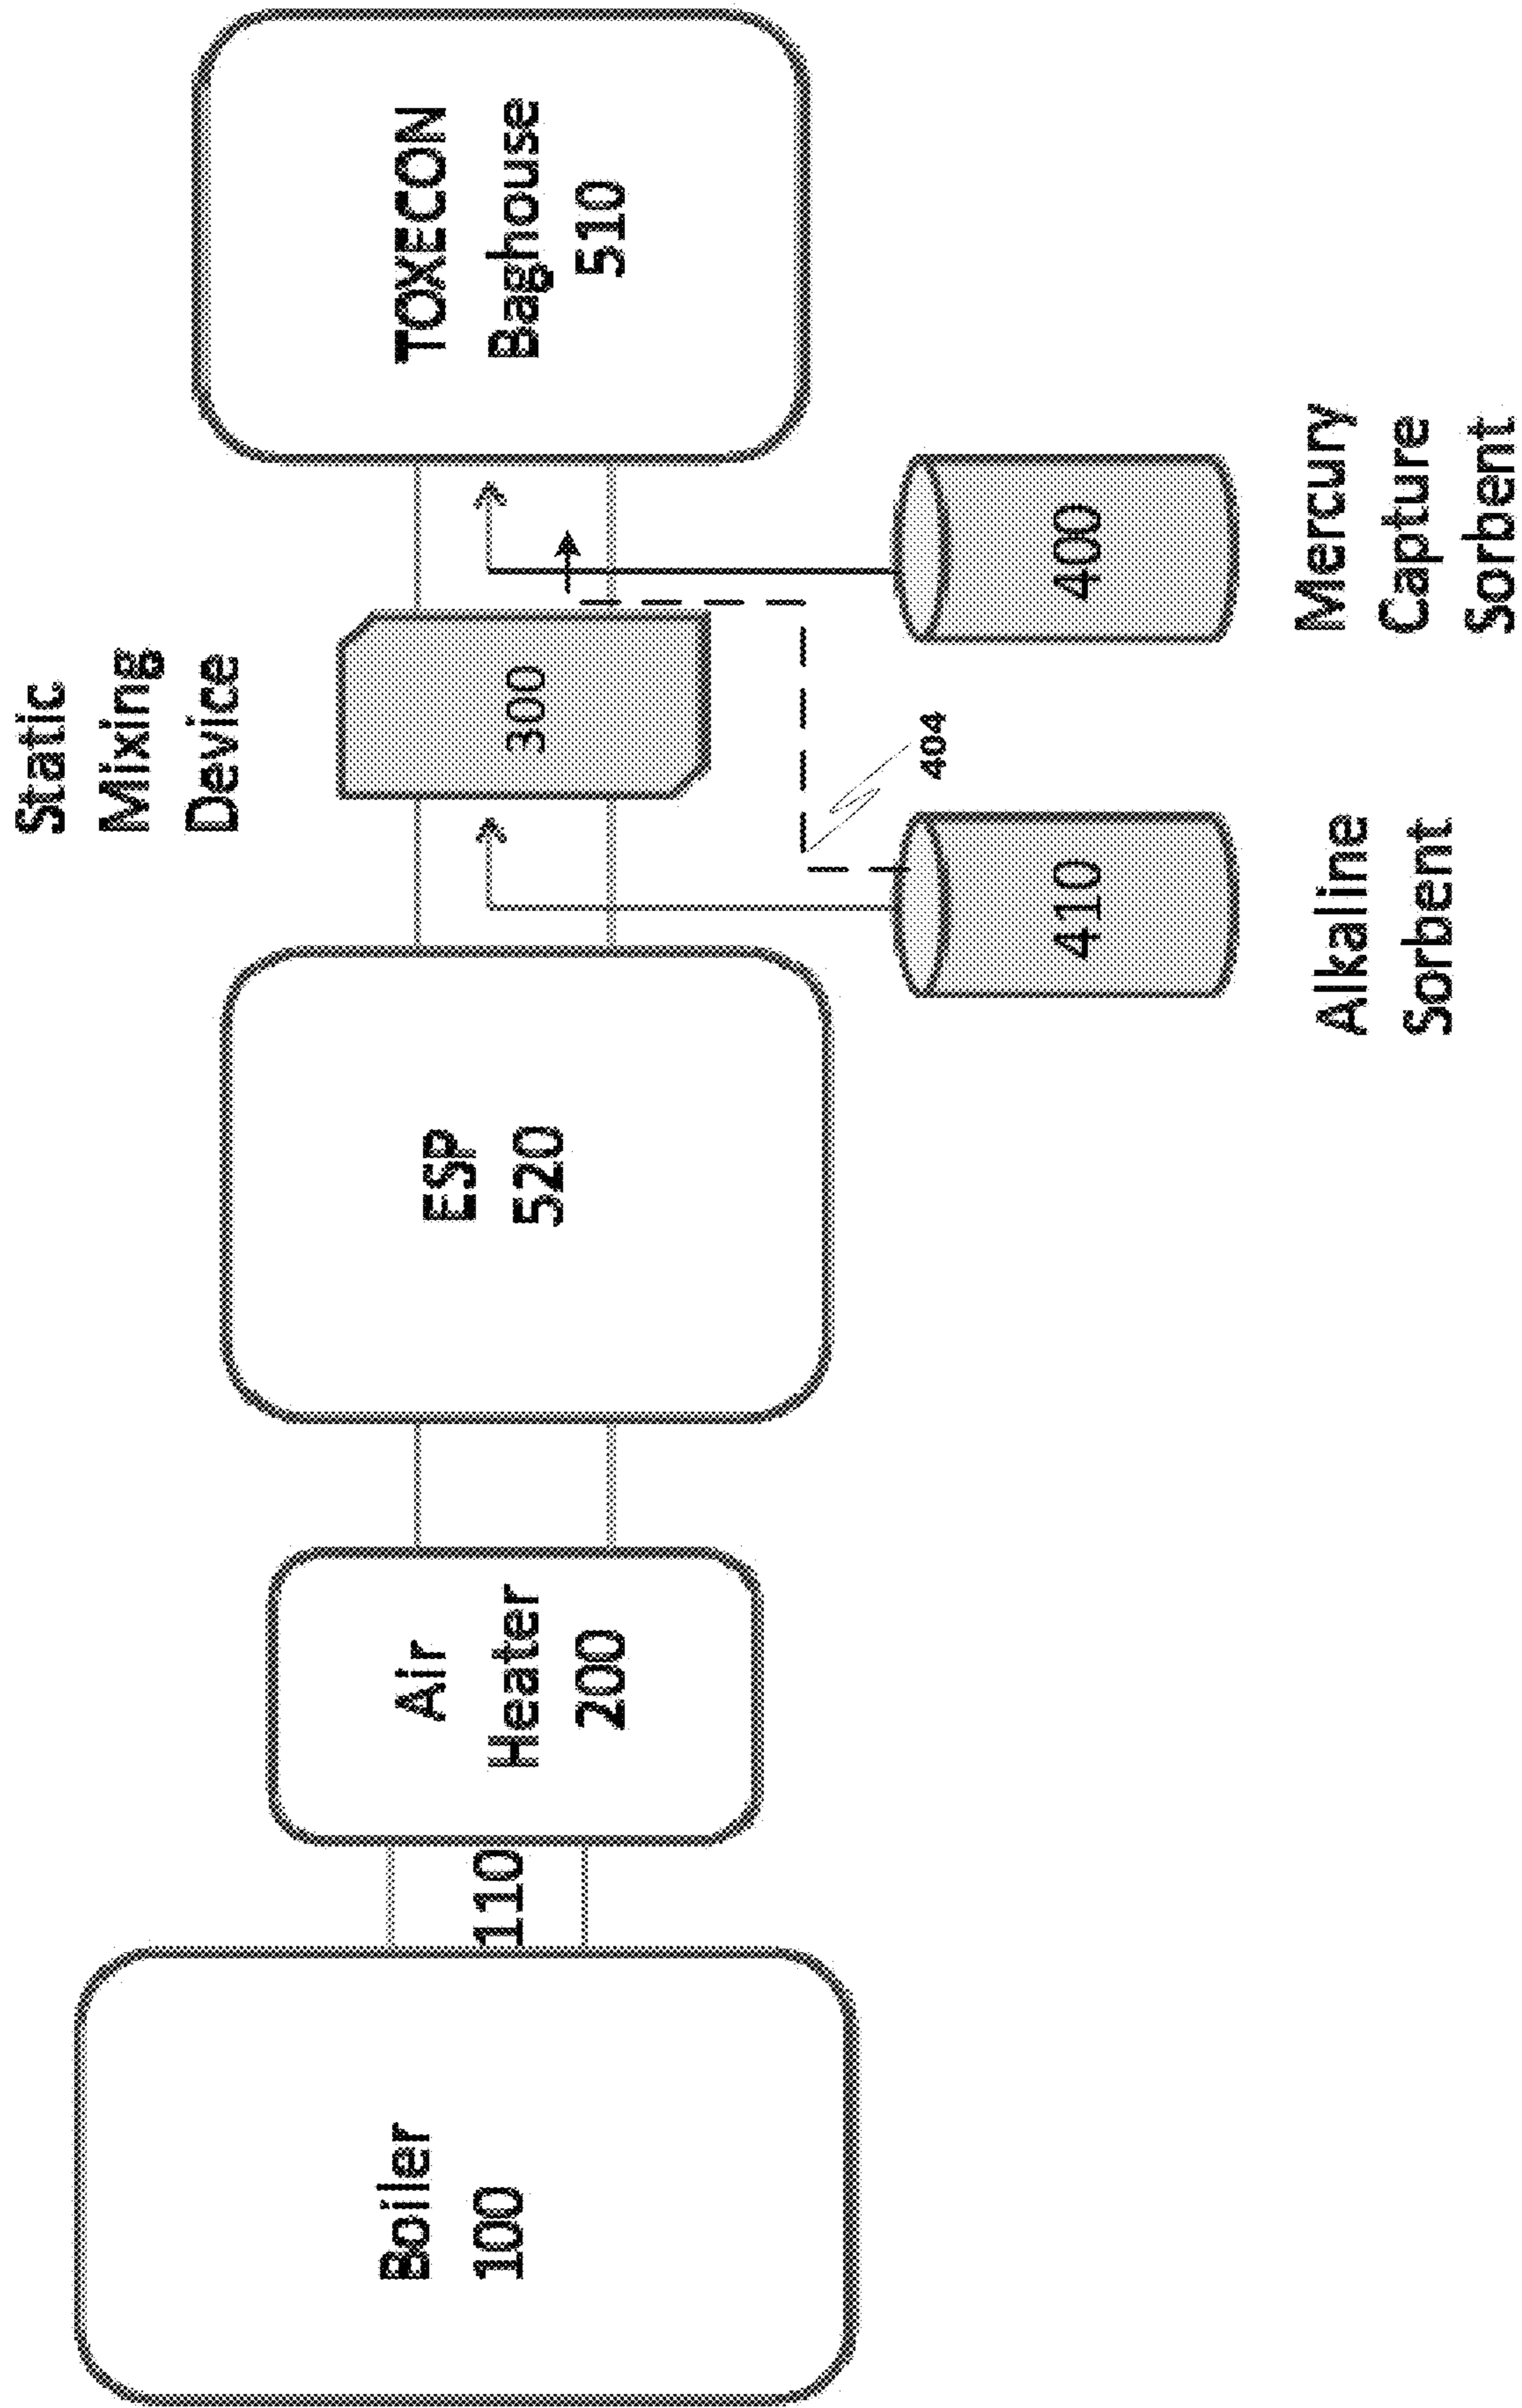 Boiler
100
110
Air
Heater
200
ESP
520
Static
Mixing
Device
300
TOXECON
Baghouse
510
410
Alkaline
Sorbent
404
400
Mercury
Capture
Sorbent